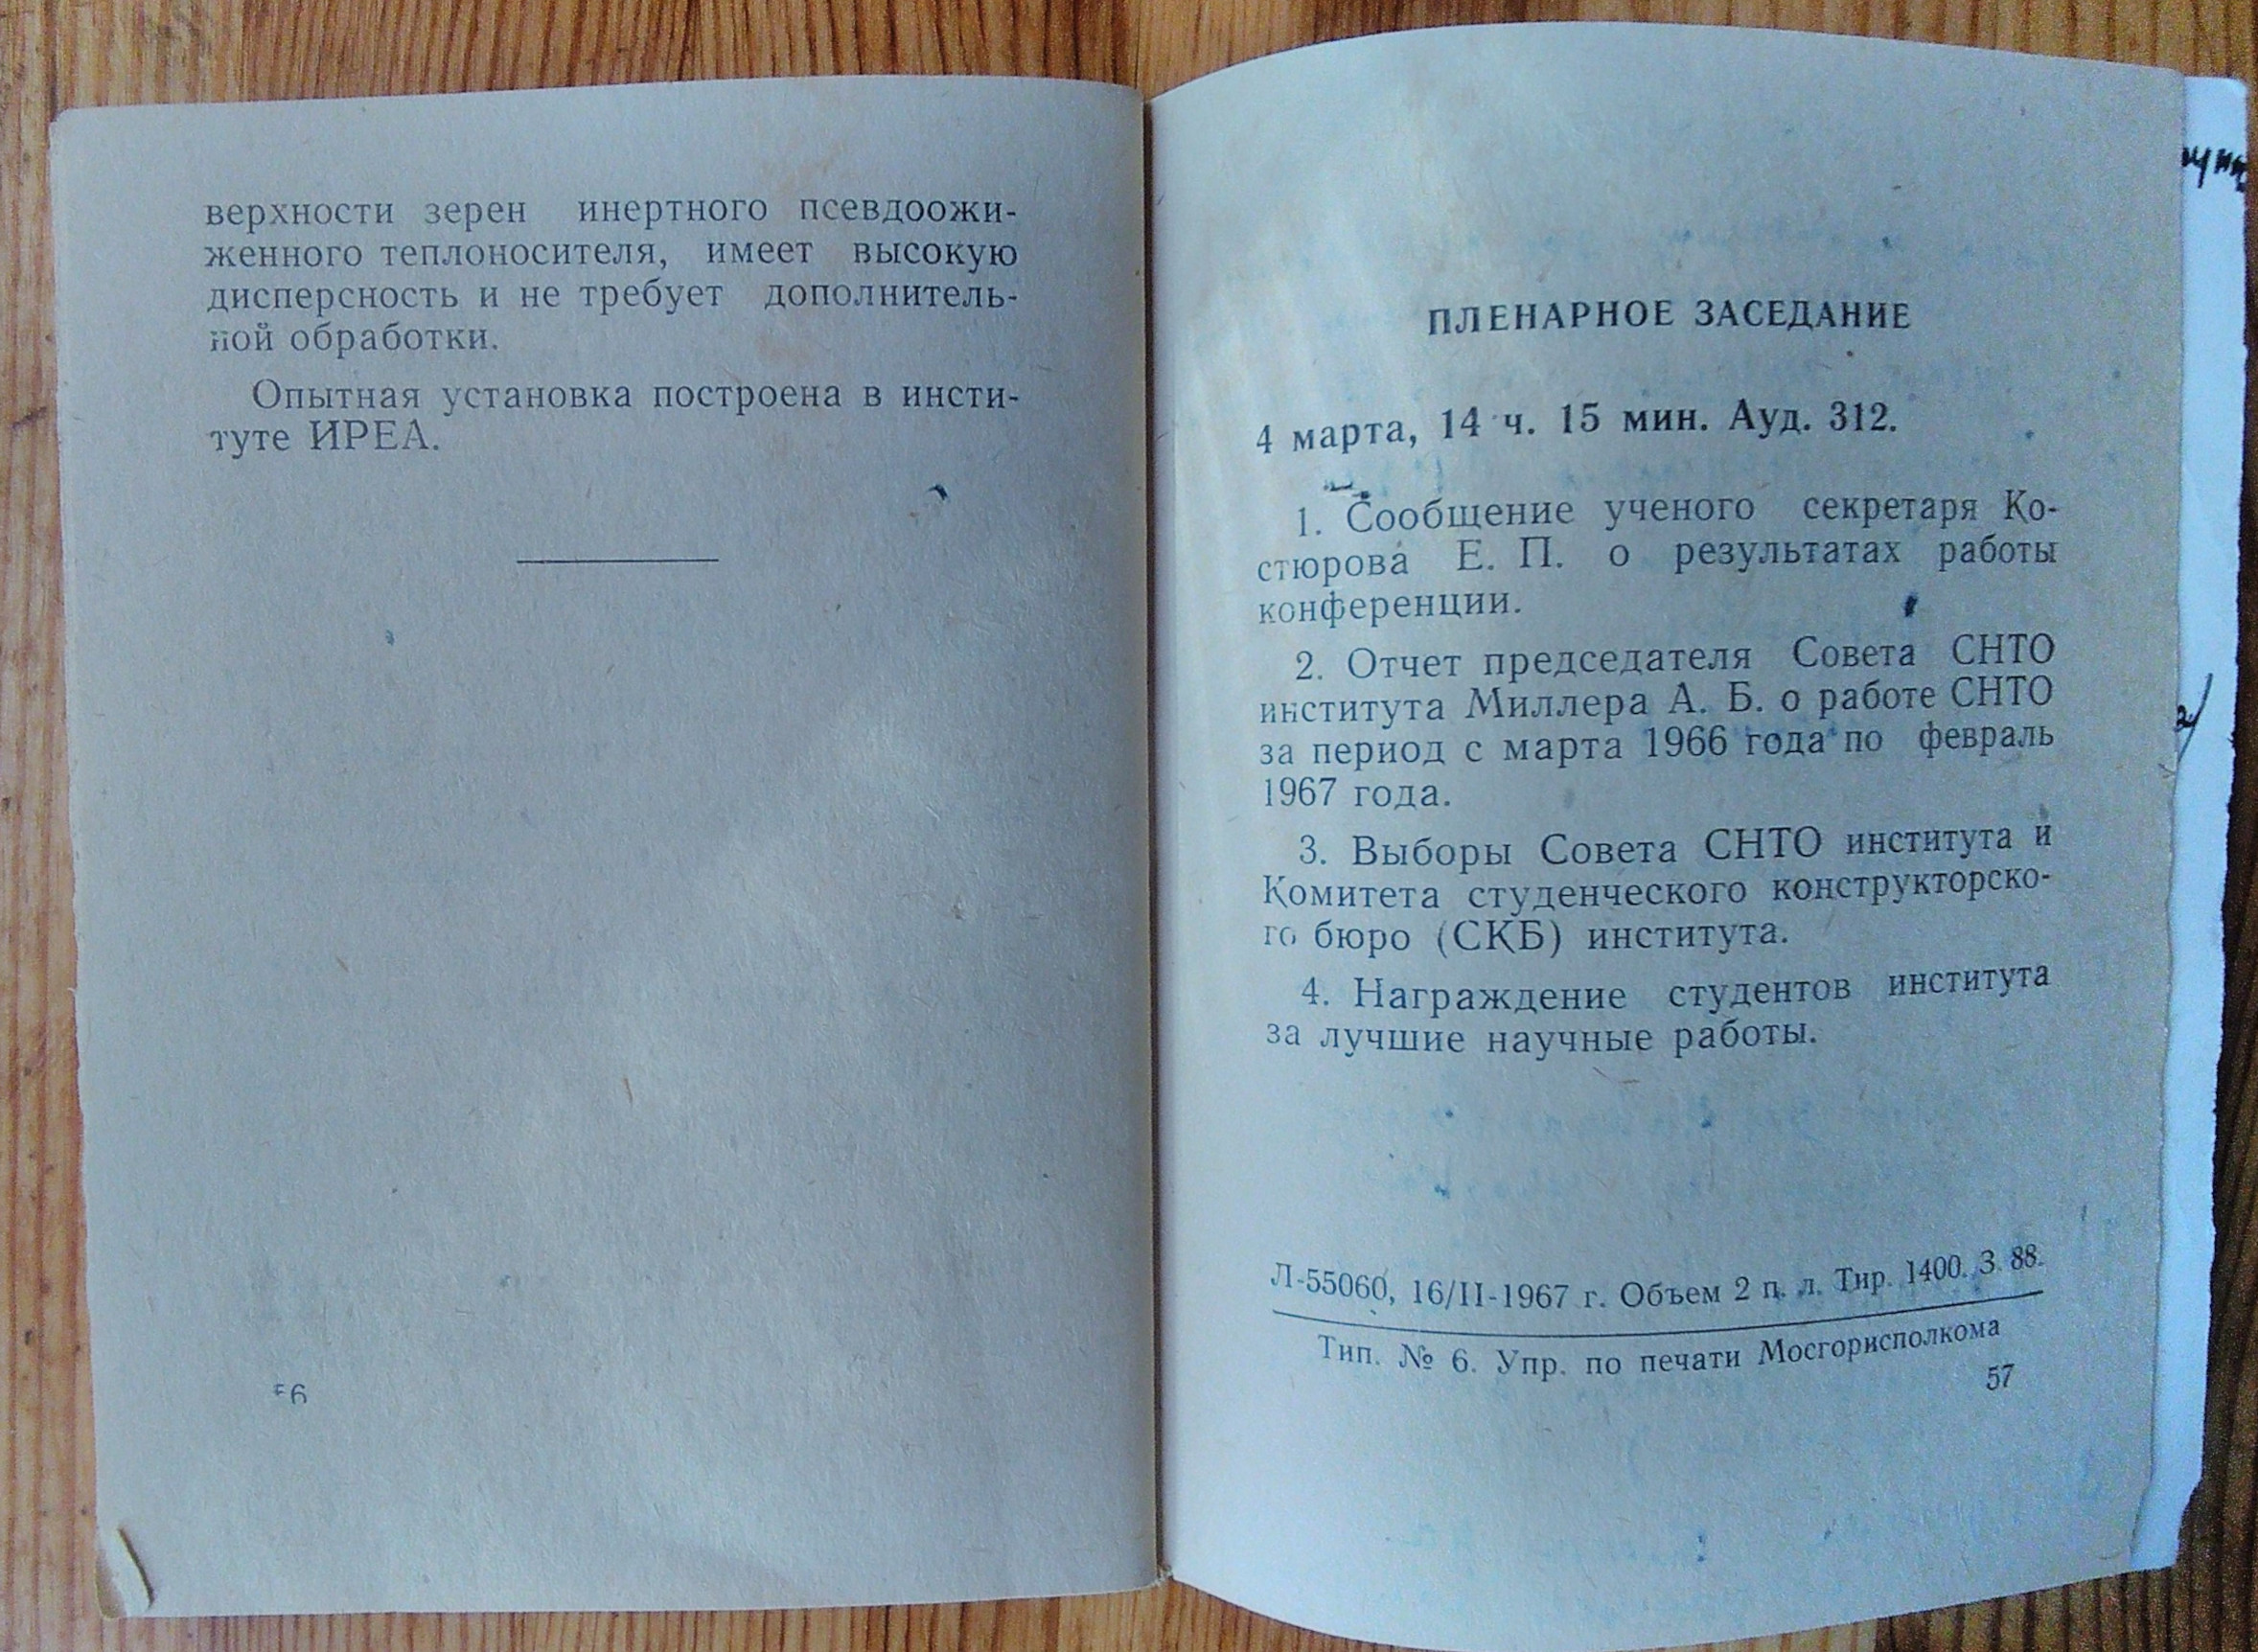 верхности зерен инертного псевдоожи-
женного теплоносителя, имеет высокую
дисперсность и не требует дополнитель-
ной обработки.
Опытная установка построена в инсти-
туте ИРЕА.
56
ПЛЕНАРНОЕ ЗАСЕДАНИЕ
4 марта, 14 ч. 15 мин. Ауд. 312.
1. Сообщение ученого секретаря Ко-
стюрова Е. П. о результатах работы
конференции.
2. Отчет председателя Совета СНТО
института Миллера А. Б. о работе СНТО
за период с марта 1966 года по февраль
1967 года.
3. Выборы Совета СНТО института и
Комитета студенческого конструкторско-
го бюро (СКБ) института.
4. Награждение студентов института
за лучшие научные работы.
Л-55060, 16/II-1967 г. Объем 2 п. л. Тир. 1400. З. 88.
Тип. № 6. Упр. по печати Мосгорисполкома
57